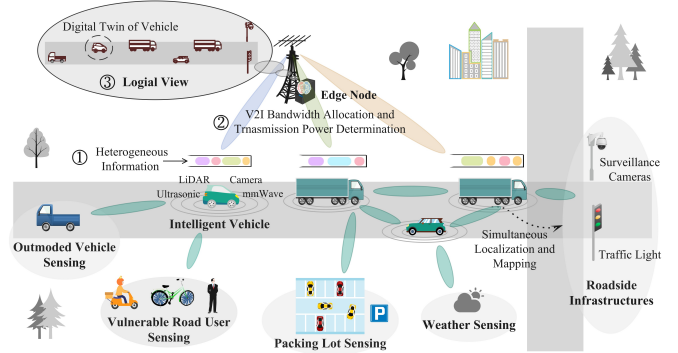 Digital Twin of Vehicle
③ Logial View
Edge Node
② V2I Bandwidth Allocation and
Trnasmission Power Determination
① Heterogeneous
Information
LiDAR
Camera
Ultrasonic
mmWave
Intelligent Vehicle
Surveillance
Cameras
Simultaneous
Localization and
Mapping
Traffic Light
Roadside
Infrastructures
Outmoded Vehicle
Sensing
Vulnerable Road User
Sensing
P
Packing Lot Sensing
Weather Sensing